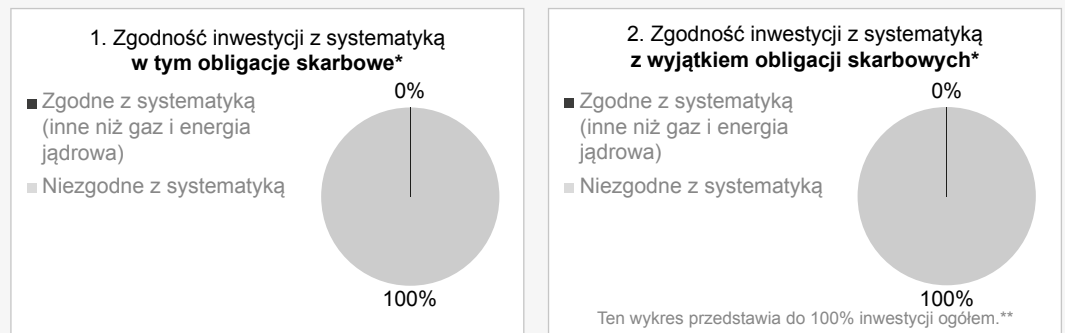 1. Zgodność inwestycji z systematyką
w tym obligacje skarbowe*
Zgodne z systematyką
(inne niż gaz i energia
jądrowa)
Niezgodne z systematyką
0%
100%
2. Zgodność inwestycji z systematyką
z wyjątkiem obligacji skarbowych*
Zgodne z systematyką
(inne niż gaz i energia
jądrowa)
Niezgodne z systematyką
0%
100%
Ten wykres przedstawia do 100% inwestycji ogółem.**